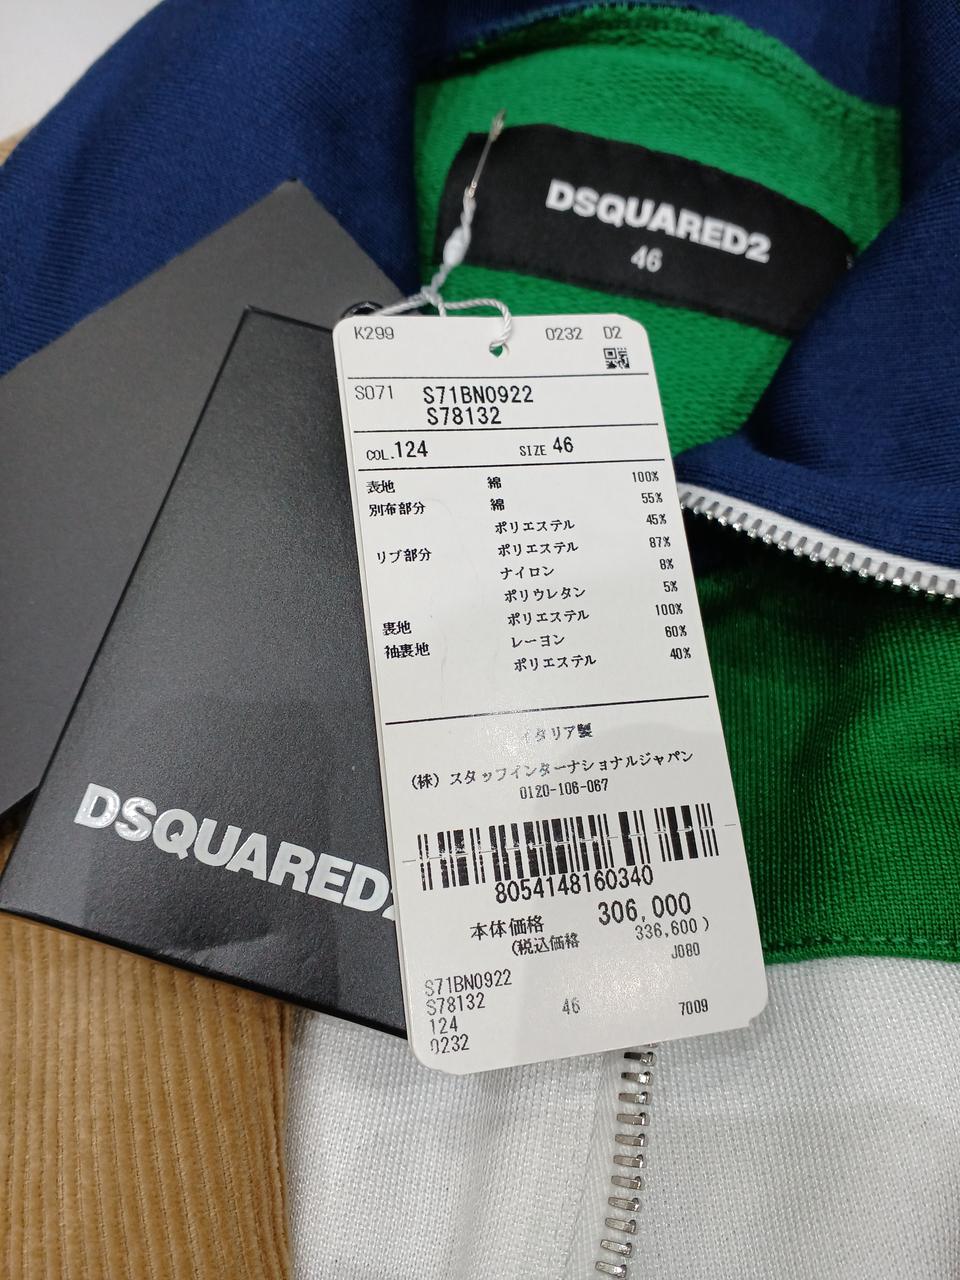 DSQUARED2
46
K299 0232 D2
S071 S71BN0922
S78132
COL.124 SIZE 46
表地 綿 100%
別布部分 綿 55%
ポリエステル 45%
リブ部分 ポリエステル 87%
ナイロン 8%
ポリウレタン 5%
裏地 ポリエステル 100%
袖裏地 レーヨン 60%
ポリエステル 40%
イタリア製
(株) スタッフインターナショナルジャパン
0120-106-067
8054148160340
本体価格 306,000
(税込価格 336,600 )
J080
S71BN0922
S78132 46 7009
124
0232
DSQUARED2